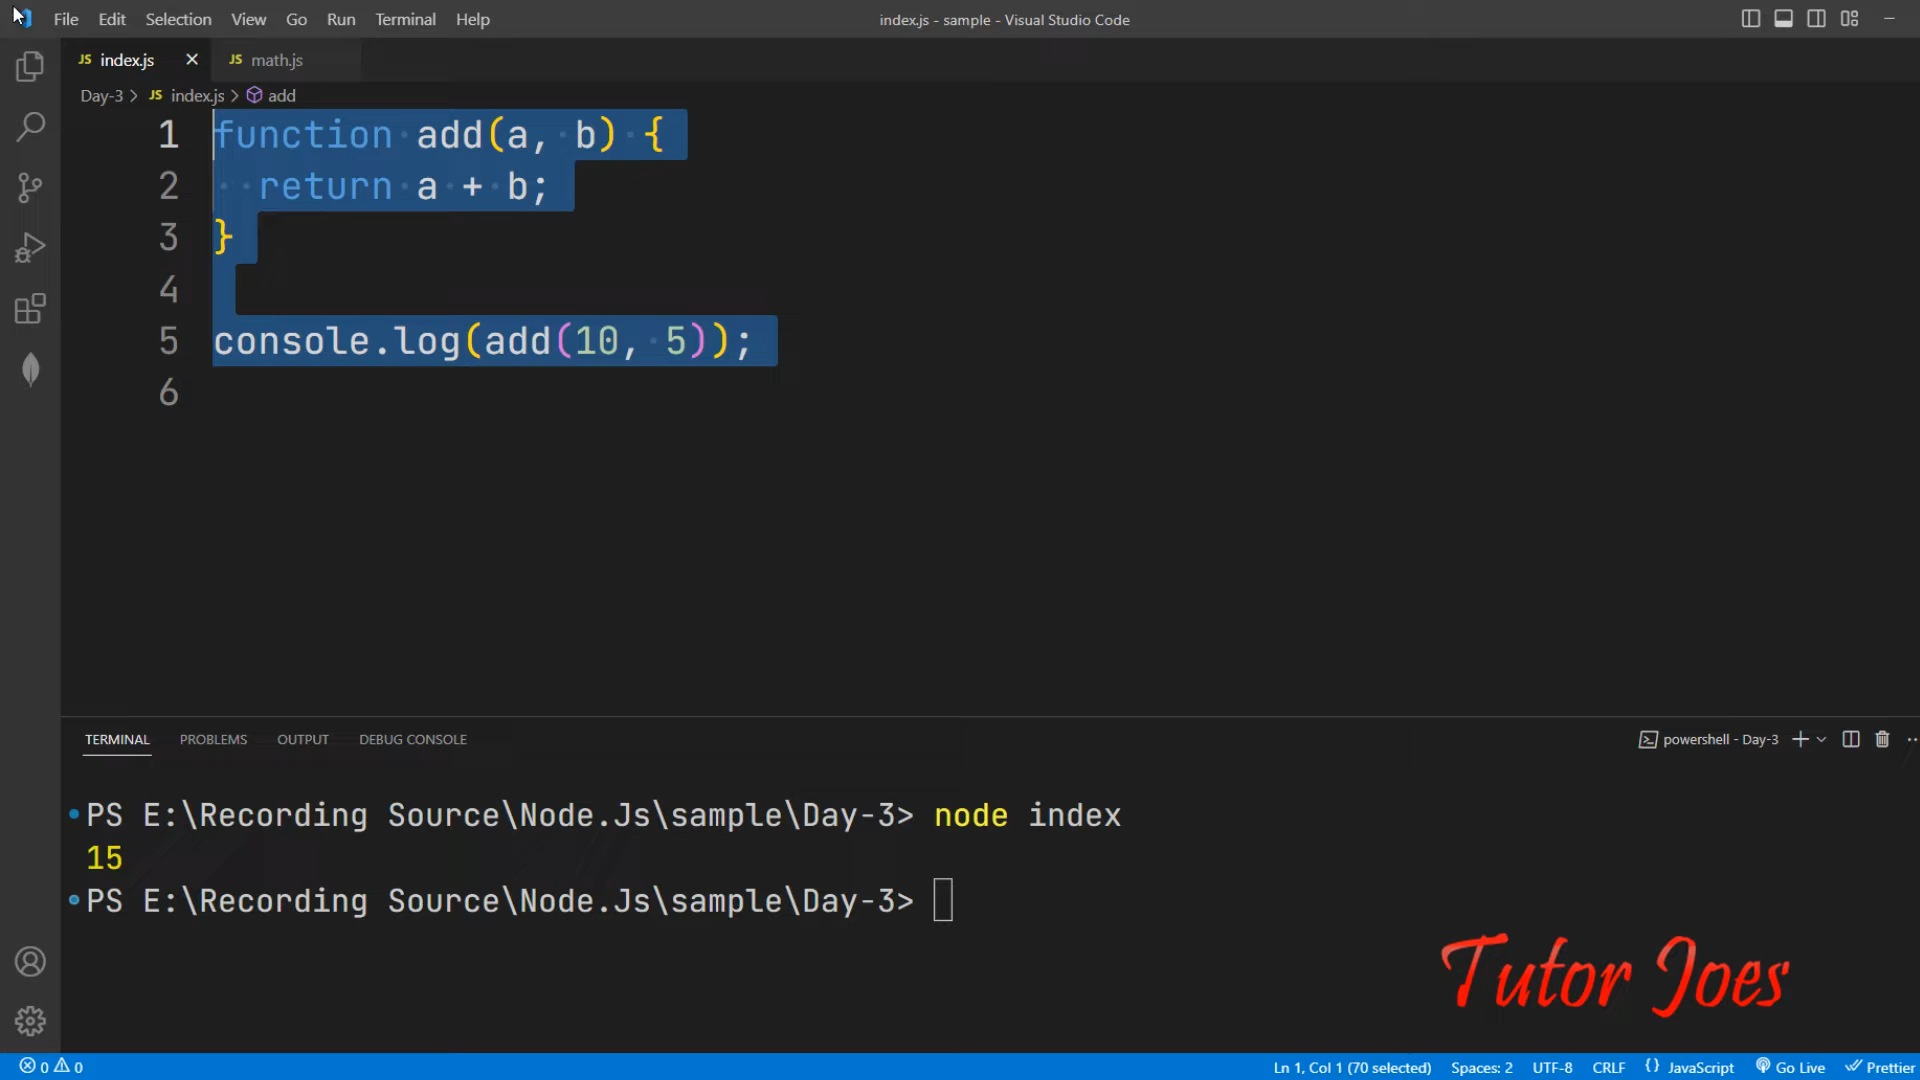 File Edit Selection View Go Run Terminal Help
index.js - sample - Visual Studio Code
JS index.js
JS math.js
Day-3 > JS index.js > add
1 function add(a, b) {
2 return a + b;
3 }
4
5 console.log(add(10, 5));
6
TERMINAL PROBLEMS OUTPUT DEBUG CONSOLE
powershell - Day-3
PS E:\Recording Source\Node.Js\sample\Day-3> node index
15
PS E:\Recording Source\Node.Js\sample\Day-3>
Tutor Joes
0 0
Ln 1, Col 1 (70 selected) Spaces: 2 UTF-8 CRLF {} JavaScript Go Live Prettier